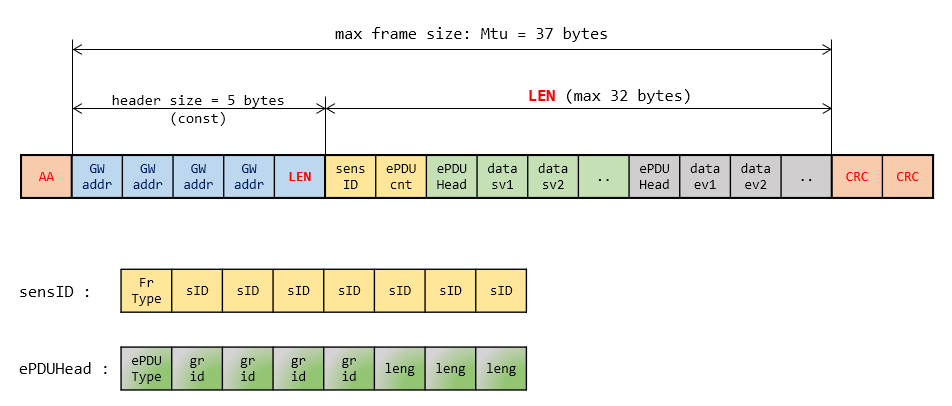 max frame size: Mtu = 37 bytes
header size = 5 bytes
(const)
LEN (max 32 bytes)
AA
GW
addr
GW
addr
GW
addr
GW
addr
LEN
sens
ID
ePDU
cnt
ePDU
Head
data
sv1
data
sv2
..
ePDU
Head
data
ev1
data
ev2
..
CRC
CRC
sensID :
Fr
Type
sID
sID
sID
sID
sID
sID
sID
ePDUHead :
ePDU
Type
gr
id
gr
id
gr
id
gr
id
leng
leng
leng